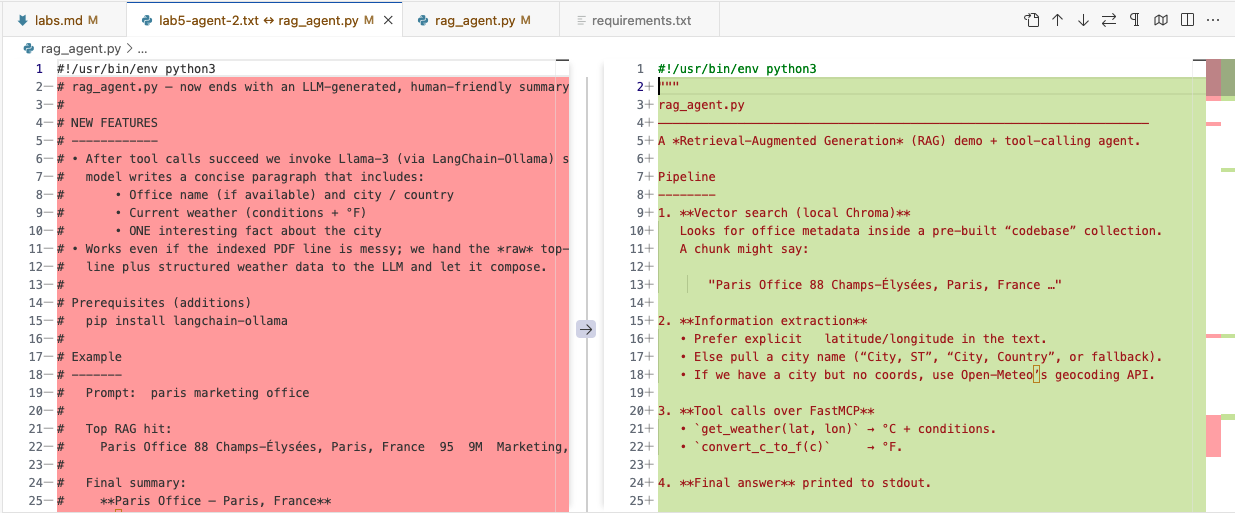 labs.md M
lab5-agent-2.txt ↔ rag_agent.py M
rag_agent.py M
requirements.txt
rag_agent.py > ...
1 #!/usr/bin/env python3
2− # rag_agent.py — now ends with an LLM-generated, human-friendly summary
3− #
4− # NEW FEATURES
5− # ------------
6− # • After tool calls succeed we invoke Llama-3 (via LangChain-Ollama) s
7− #   model writes a concise paragraph that includes:
8− #       • Office name (if available) and city / country
9− #       • Current weather (conditions + °F)
10− #       • ONE interesting fact about the city
11− # • Works even if the indexed PDF line is messy; we hand the *raw* top-
12− #   line plus structured weather data to the LLM and let it compose.
13− #
14− # Prerequisites (additions)
15− #   pip install langchain-ollama
16− #
17− # Example
18− # -------
19− #   Prompt:  paris marketing office
20− #
21− #   Top RAG hit:
22− #     Paris Office 88 Champs-Élysées, Paris, France  95  9M  Marketing,
23− #
24− #   Final summary:
25− #     **Paris Office — Paris, France**
1 #!/usr/bin/env python3
2+ """
3+ rag_agent.py
4+ ────────────────────────────────────────────────────────────────────
5+ A *Retrieval-Augmented Generation* (RAG) demo + tool-calling agent.
6+
7+ Pipeline
8+ --------
9+ 1. **Vector search (local Chroma)**
10+    Looks for office metadata inside a pre-built “codebase” collection.
11+    A chunk might say:
12+
13+        "Paris Office 88 Champs-Élysées, Paris, France …"
14+
15+ 2. **Information extraction**
16+    • Prefer explicit   latitude/longitude in the text.
17+    • Else pull a city name (“City, ST”, “City, Country”, or fallback).
18+    • If we have a city but no coords, use Open-Meteo’s geocoding API.
19+
20+ 3. **Tool calls over FastMCP**
21+    • `get_weather(lat, lon)` → °C + conditions.
22+    • `convert_c_to_f(c)`     → °F.
23+
24+ 4. **Final answer** printed to stdout.
25+